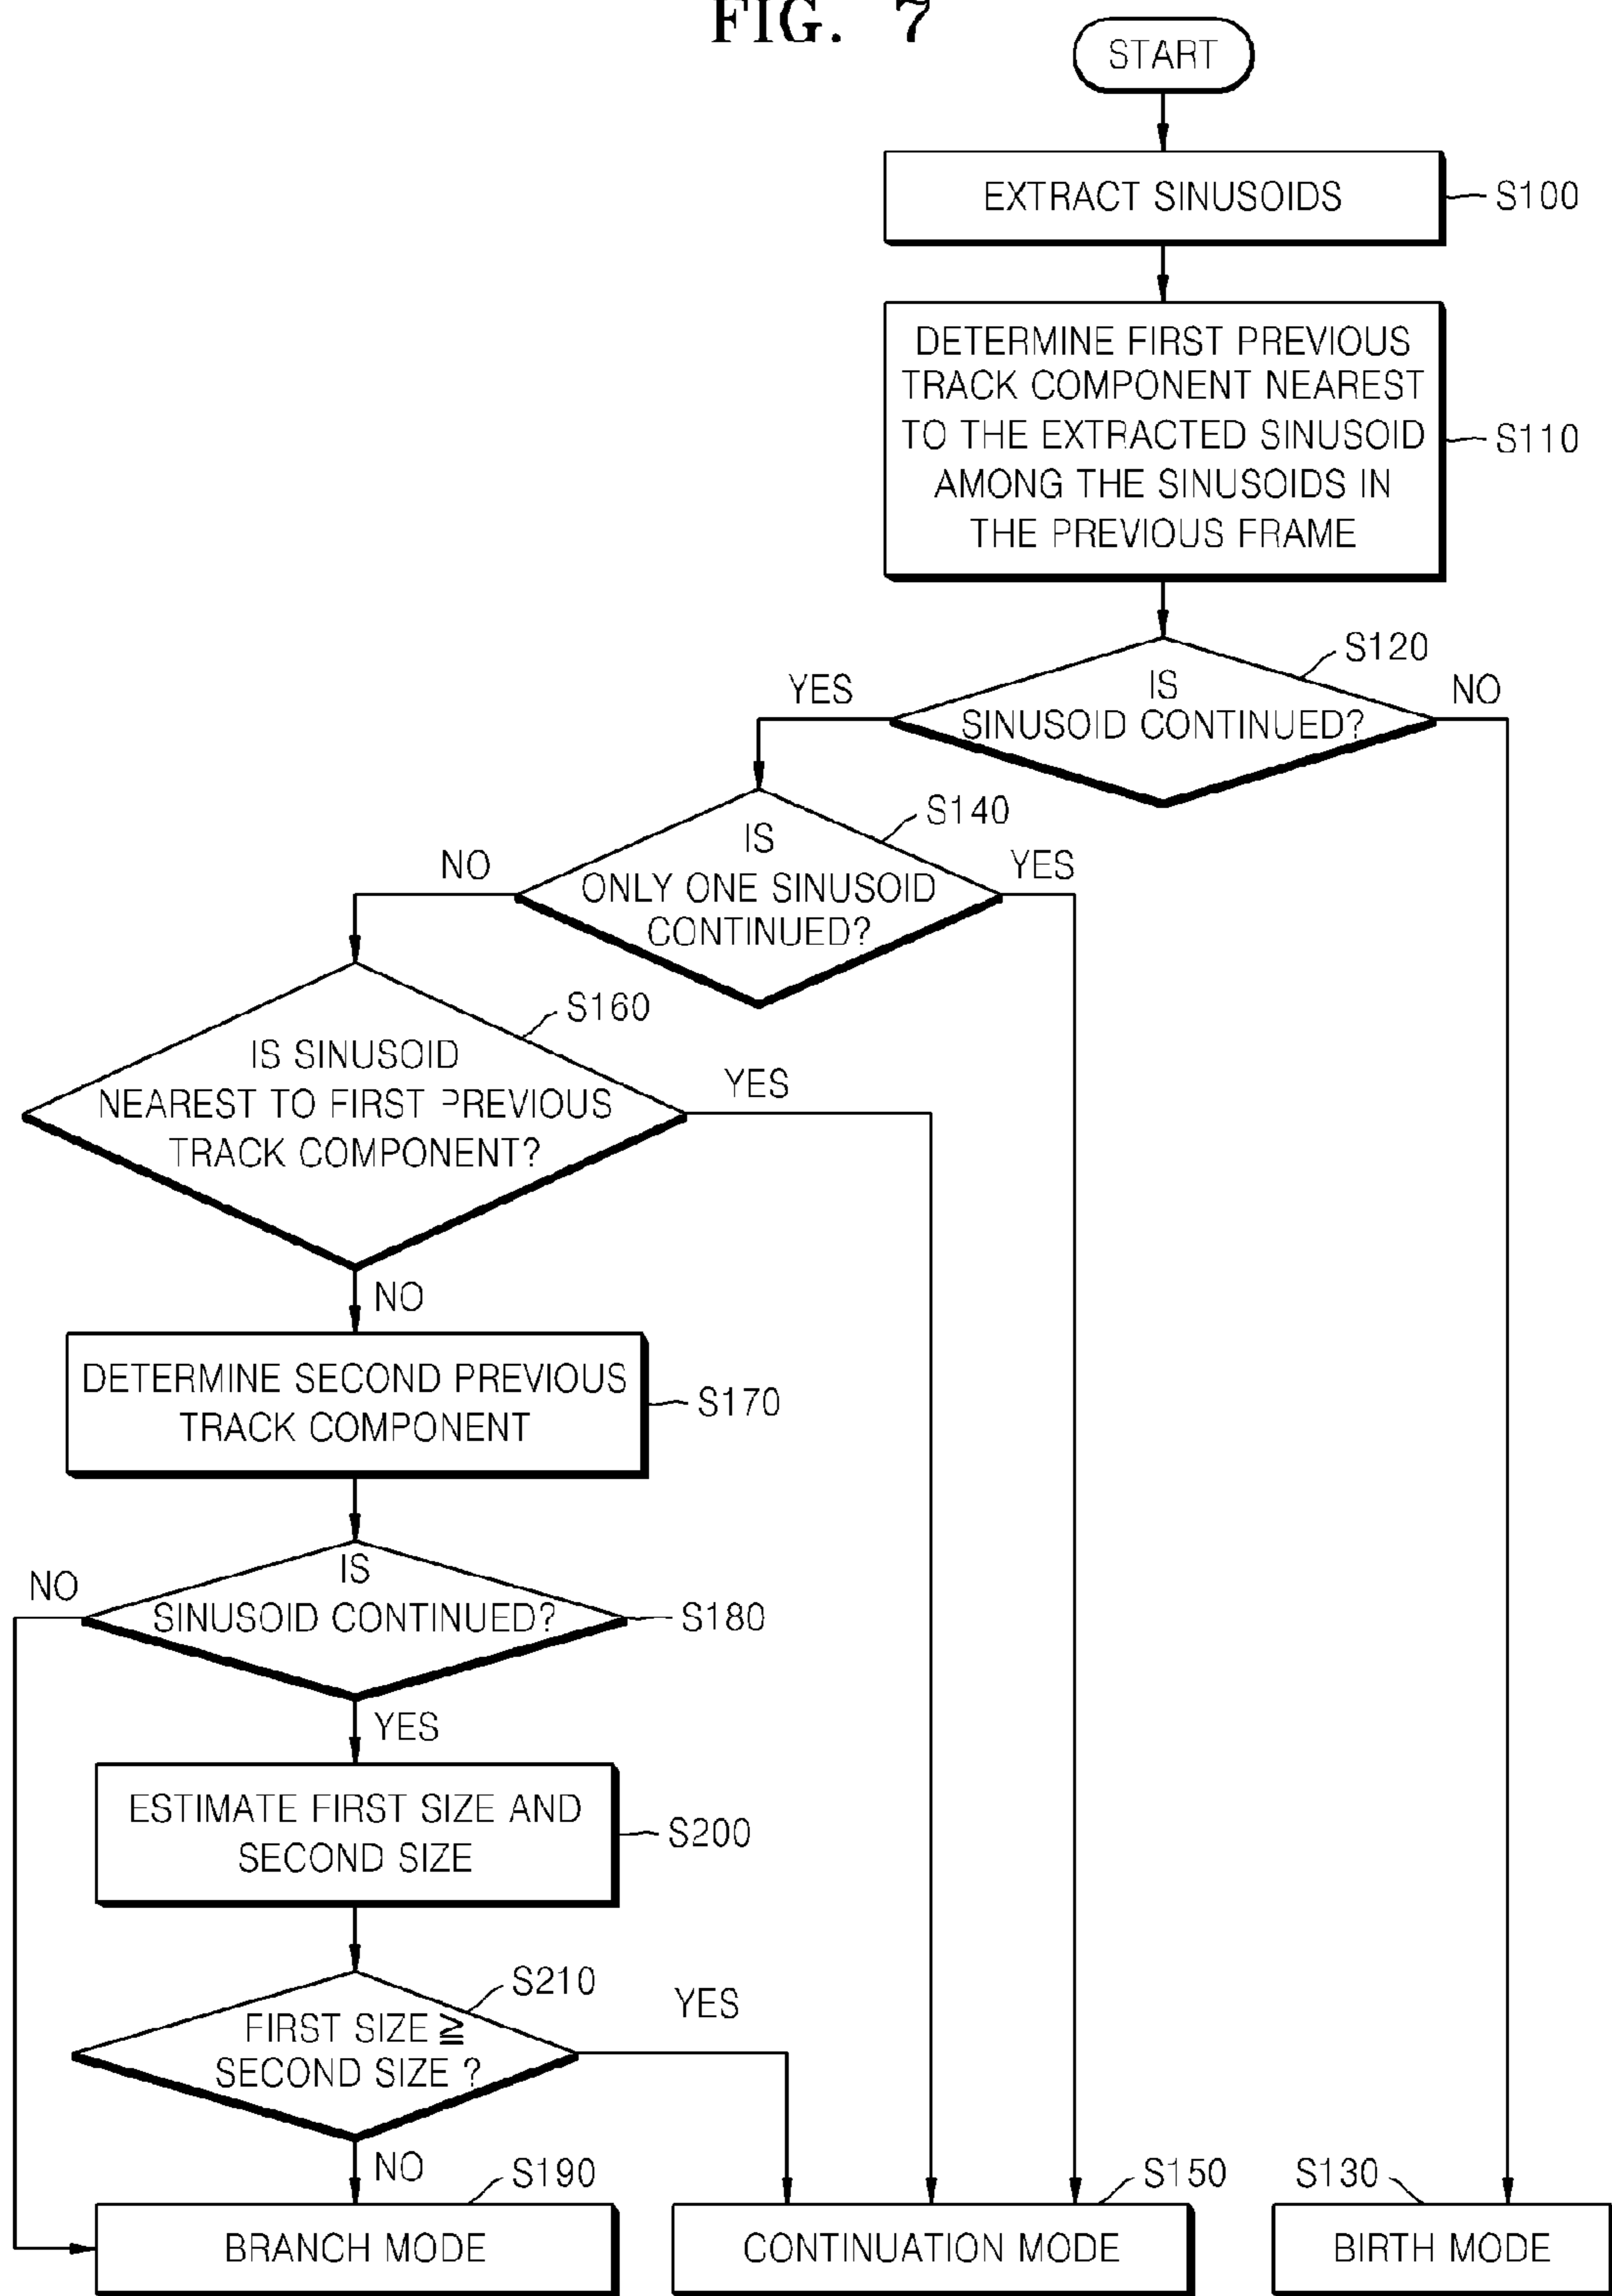 FIG. 7
START
EXTRACT SINUSOIDS
S100
DETERMINE FIRST PREVIOUS
TRACK COMPONENT NEAREST
TO THE EXTRACTED SINUSOID
AMONG THE SINUSOIDS IN
THE PREVIOUS FRAME
S110
S120
YES
IS
SINUSOID CONTINUED?
NO
S140
NO
IS
ONLY ONE SINUSOID
CONTINUED?
YES
S160
IS SINUSOID
NEAREST TO FIRST PREVIOUS
TRACK COMPONENT?
YES
NO
DETERMINE SECOND PREVIOUS
TRACK COMPONENT
S170
NO
IS
SINUSOID CONTINUED?
S180
YES
ESTIMATE FIRST SIZE AND
SECOND SIZE
S200
S210
FIRST SIZE ≧
SECOND SIZE ?
YES
NO
S190
BRANCH MODE
S150
CONTINUATION MODE
S130
BIRTH MODE